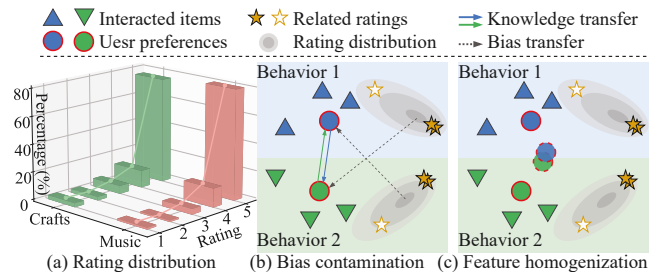 Interacted items
Related ratings
Knowledge transfer
Uesr preferences
Rating distribution
Bias transfer
80
60
40
20
0
Percentage (%)
Crafts
Music
1
2
3
4
5
Rating
(a) Rating distribution
Behavior 1
Behavior 2
(b) Bias contamination
Behavior 1
Behavior 2
(c) Feature homogenization